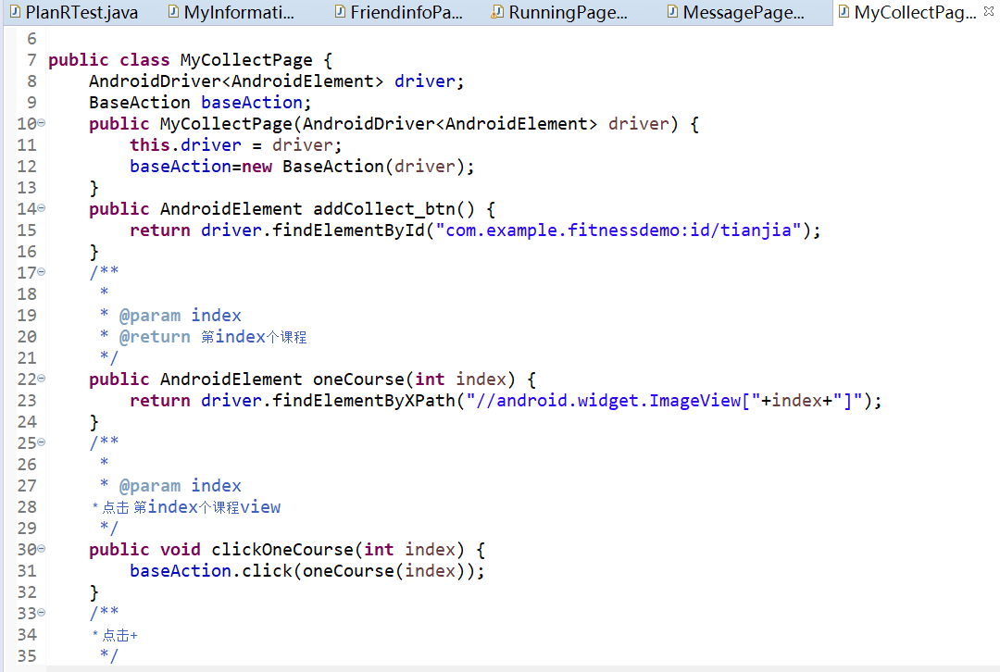 PlanRTest.java MyInformati... FriendinfoPa... RunningPage... MessagePage... MyCollectPag...
6
7 public class MyCollectPage {
8 AndroidDriver<AndroidElement> driver;
9 BaseAction baseAction;
10 public MyCollectPage(AndroidDriver<AndroidElement> driver) {
11 this.driver = driver;
12 baseAction=new BaseAction(driver);
13 }
14 public AndroidElement addCollect_btn() {
15 return driver.findElementById("com.example.fitnessdemo:id/tianjia");
16 }
17 /**
18 *
19 * @param index
20 * @return 第index个课程
21 */
22 public AndroidElement oneCourse(int index) {
23 return driver.findElementByXPath("//android.widget.ImageView["+index+"]");
24 }
25 /**
26 *
27 * @param index
28 *点击 第index个课程view
29 */
30 public void clickOneCourse(int index) {
31 baseAction.click(oneCourse(index));
32 }
33 /**
34 *点击+
35 */